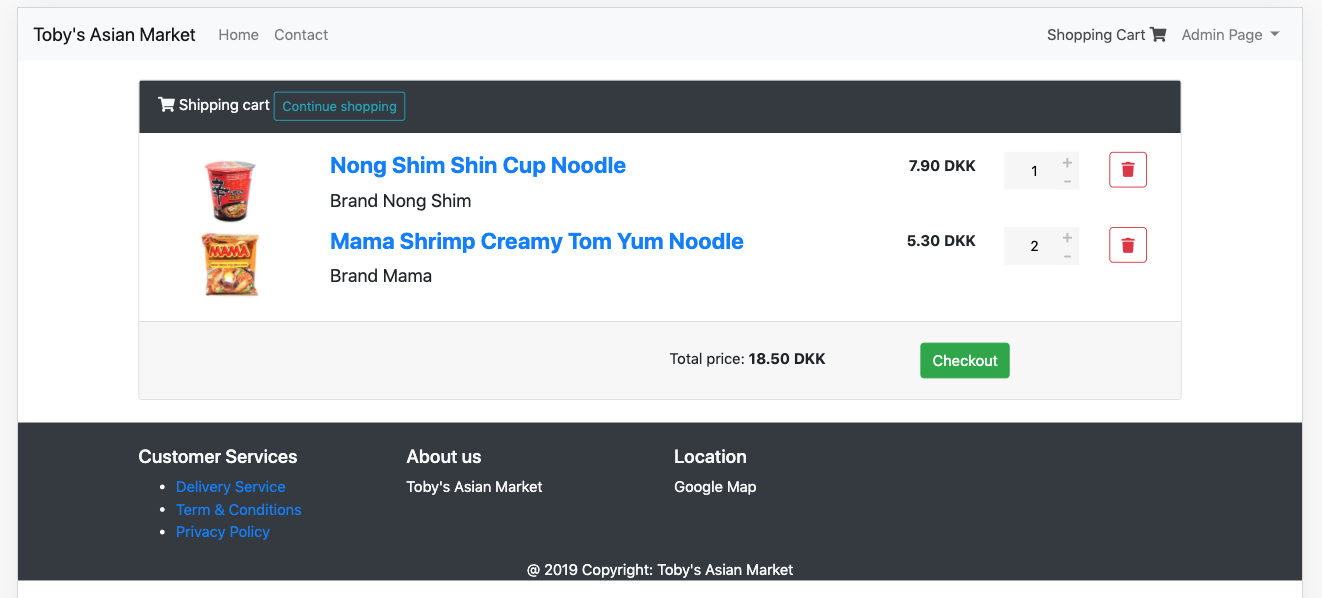 Toby's Asian Market Home Contact Shopping Cart Admin Page
Shipping cart Continue shopping
Nong Shim Shin Cup Noodle 7.90 DKK 1 + -
Brand Nong Shim
辛
MAMA
Mama Shrimp Creamy Tom Yum Noodle 5.30 DKK 2 + -
Brand Mama
Total price: 18.50 DKK Checkout
Customer Services About us Location
Delivery Service Toby's Asian Market Google Map
Term & Conditions
Privacy Policy
@ 2019 Copyright: Toby's Asian Market